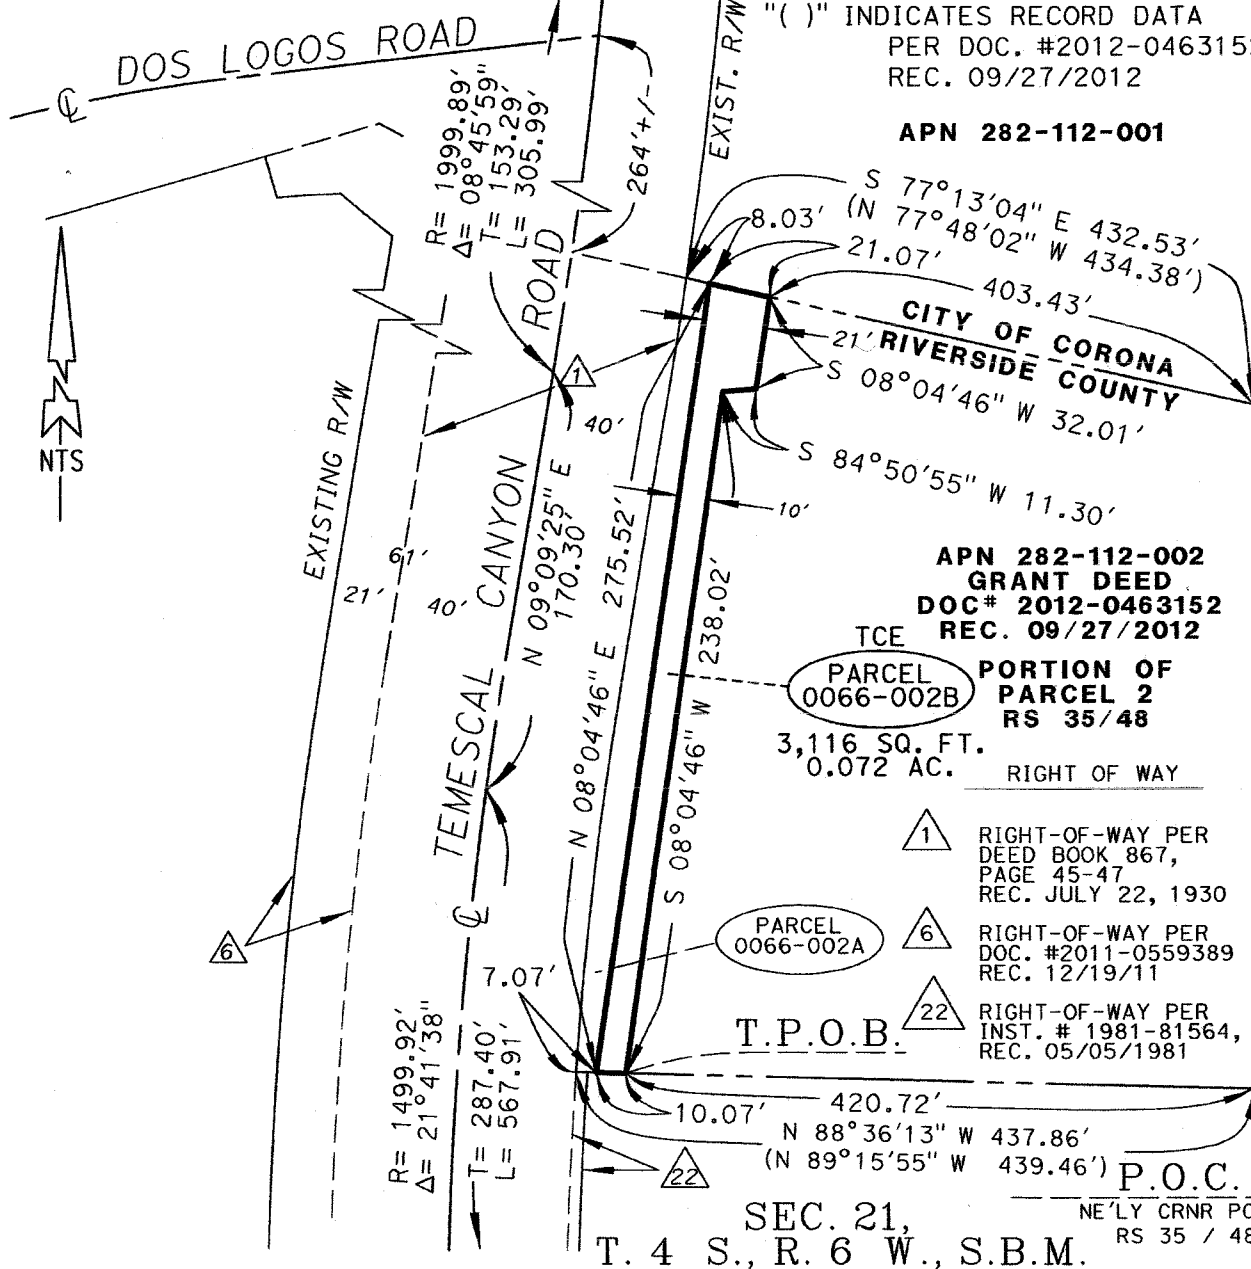 "( )" INDICATES RECORD DATA
PER DOC. #2012-046315
REC. 09/27/2012
APN 282-112-001
DOS LOGOS ROAD
℄
EXIST. R/W
R= 1999.89'
Δ= 08°45'59"
T= 153.29'
L= 305.99'
264'+/-
S 77°13'04" E 432.53'
(N 77°48'02" W 434.38')
8.03'
21.07'
403.43'
CITY OF CORONA
RIVERSIDE COUNTY
21'
S 08°04'46" W 32.01'
S 84°50'55" W 11.30'
NTS
EXISTING R/W
1
40'
10'
61'
21'
40'
TEMESCAL CANYON ROAD
℄
N 09°09'25" E
170.30'
N 08°04'46" E 275.52'
S 08°04'46" W 238.02'
APN 282-112-002
GRANT DEED
DOC# 2012-0463152
REC. 09/27/2012
PORTION OF
PARCEL 2
RS 35/48
TCE
PARCEL
0066-002B
3,116 SQ. FT.
0.072 AC.
RIGHT OF WAY
1 RIGHT-OF-WAY PER
DEED BOOK 867,
PAGE 45-47
REC. JULY 22, 1930
6 RIGHT-OF-WAY PER
DOC. #2011-0559389
REC. 12/19/11
22 RIGHT-OF-WAY PER
INST. # 1981-81564,
REC. 05/05/1981
PARCEL
0066-002A
6
7.07'
T.P.O.B.
R= 1499.92'
Δ= 21°41'38"
T= 287.40'
L= 567.91'
10.07'
420.72'
N 88°36'13" W 437.86'
(N 89°15'55" W 439.46')
22
P.O.C.
NE'LY CRNR PC
RS 35 / 48
SEC. 21,
T. 4 S., R. 6 W., S.B.M.